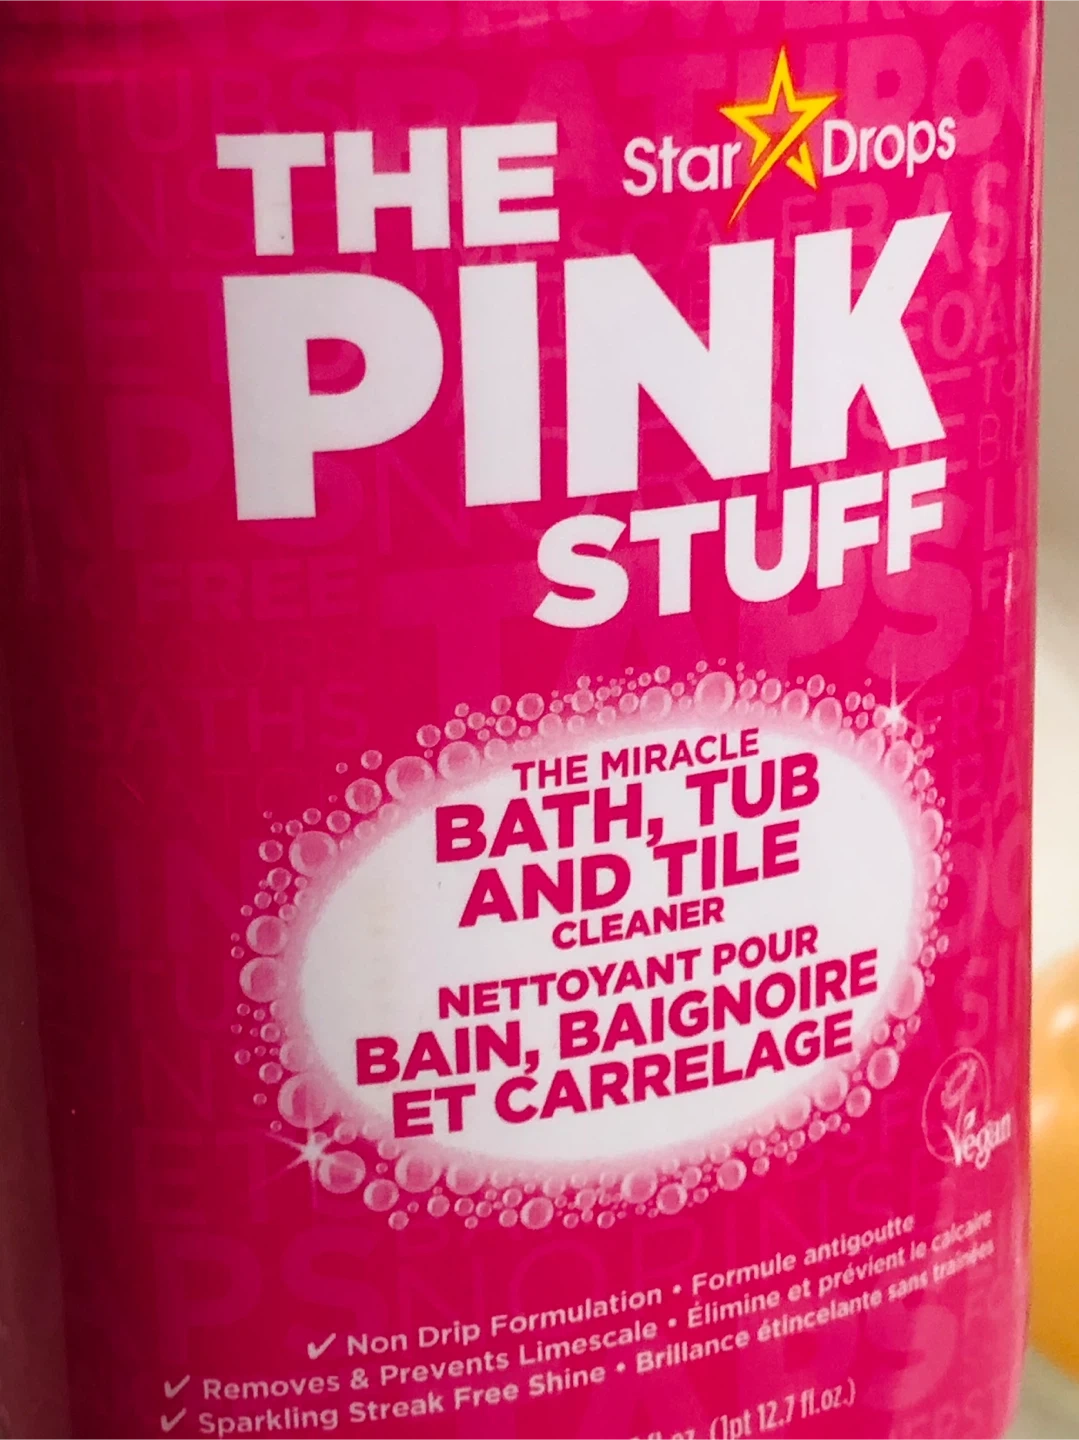 Star Drops
THE
PINK
STUFF
THE MIRACLE
BATH, TUB
AND TILE
CLEANER
NETTOYANT POUR
BAIN, BAIGNOIRE
ET CARRELAGE
Vegan
✓ Non Drip Formulation • Formule antigoutte
✓ Removes & Prevents Limescale • Élimine et prévient le calcaire
✓ Sparkling Streak Free Shine • Brillance étincelante sans traînées
fl.oz. (1pt 12.7 fl.oz.)